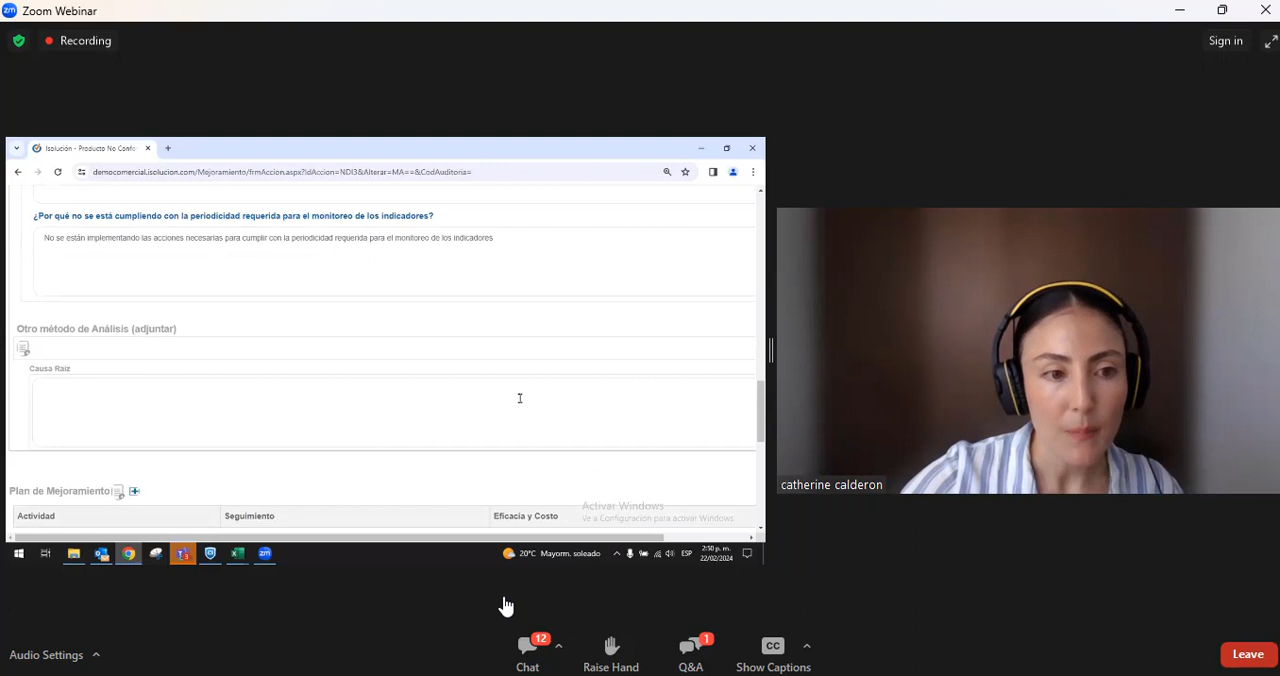 Zoom Webinar
Recording
Sign in
Isolución - Producto No Confo
democomercial.isolucion.com/Mejoramiento/frmAccion.aspx?IdAccion=NDI3&Alterar=MA==&CodAuditoria=
¿Por qué no se está cumpliendo con la periodicidad requerida para el monitoreo de los indicadores?
No se están implementando las acciones necesarias para cumplir con la periodicidad requerida para el monitoreo de los indicadores
Otro método de Análisis (adjuntar)
Causa Raíz
Plan de Mejoramiento
Activar Windows
Ve a Configuración para activar Windows.
Actividad
Seguimiento
Eficacia y Costo
20°C Mayorm. soleado
ESP
2:50 p. m.
22/02/2024
catherine calderon
Audio Settings
12
Chat
Raise Hand
1
Q&A
CC
Show Captions
Leave